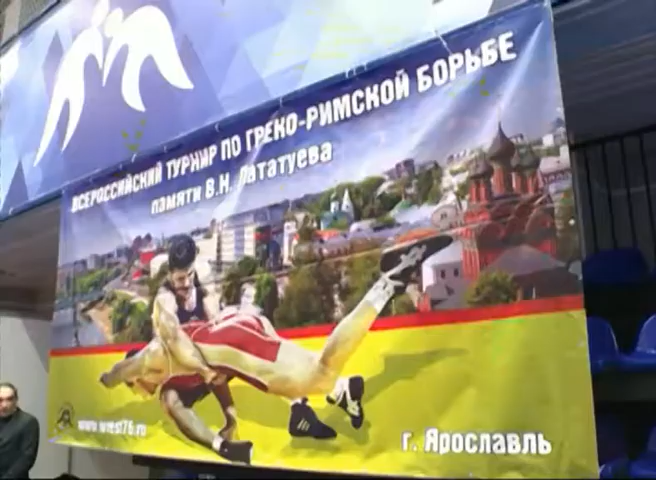 ВСЕРОССИЙСКИЙ ТУРНИР ПО ГРЕКО-РИМСКОЙ БОРЬБЕ
памяти В.Н. Лататуева
www.wrest76.ru
г. Ярославль